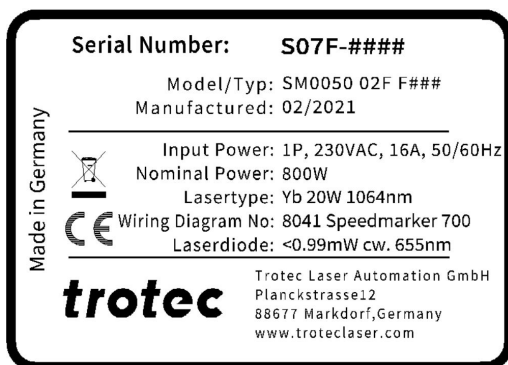 Serial Number: S07F-####
Model/Typ: SM0050 02F F###
Manufactured: 02/2021
Made in Germany
Input Power: 1P, 230VAC, 16A, 50/60Hz
Nominal Power: 800W
Lasertype: Yb 20W 1064nm
CE
Wiring Diagram No: 8041 Speedmarker 700
Laserdiode: <0.99mW cw. 655nm
trotec
Trotec Laser Automation GmbH
Planckstrasse12
88677 Markdorf,Germany
www.troteclaser.com